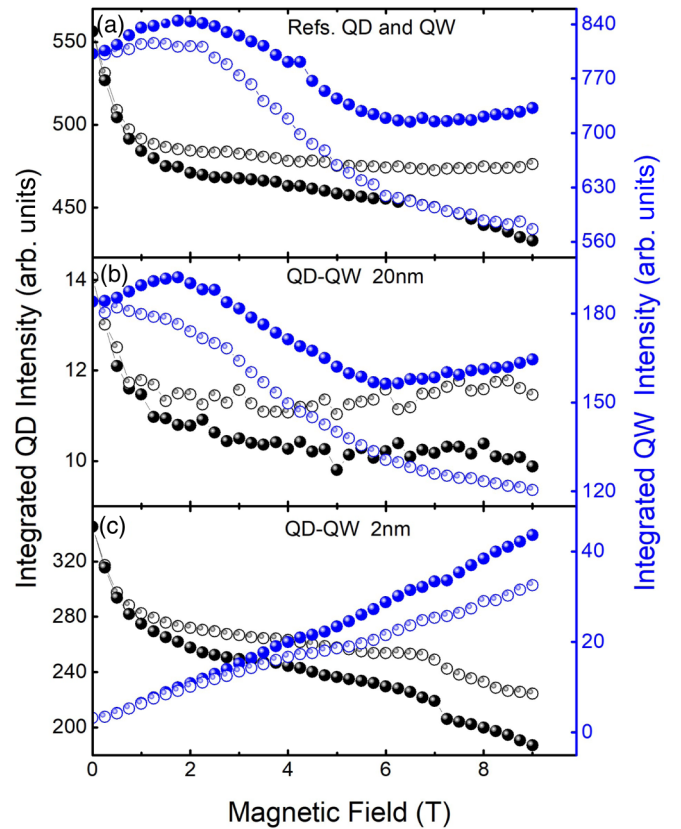 (a)
Refs. QD and QW
550
500
450
840
770
700
630
560
(b)
QD-QW 20nm
14
12
10
180
150
120
(c)
QD-QW 2nm
320
280
240
200
40
20
0
0
2
4
6
8
Magnetic Field (T)
Integrated QD Intensity (arb. units)
Integrated QW Intensity (arb. units)